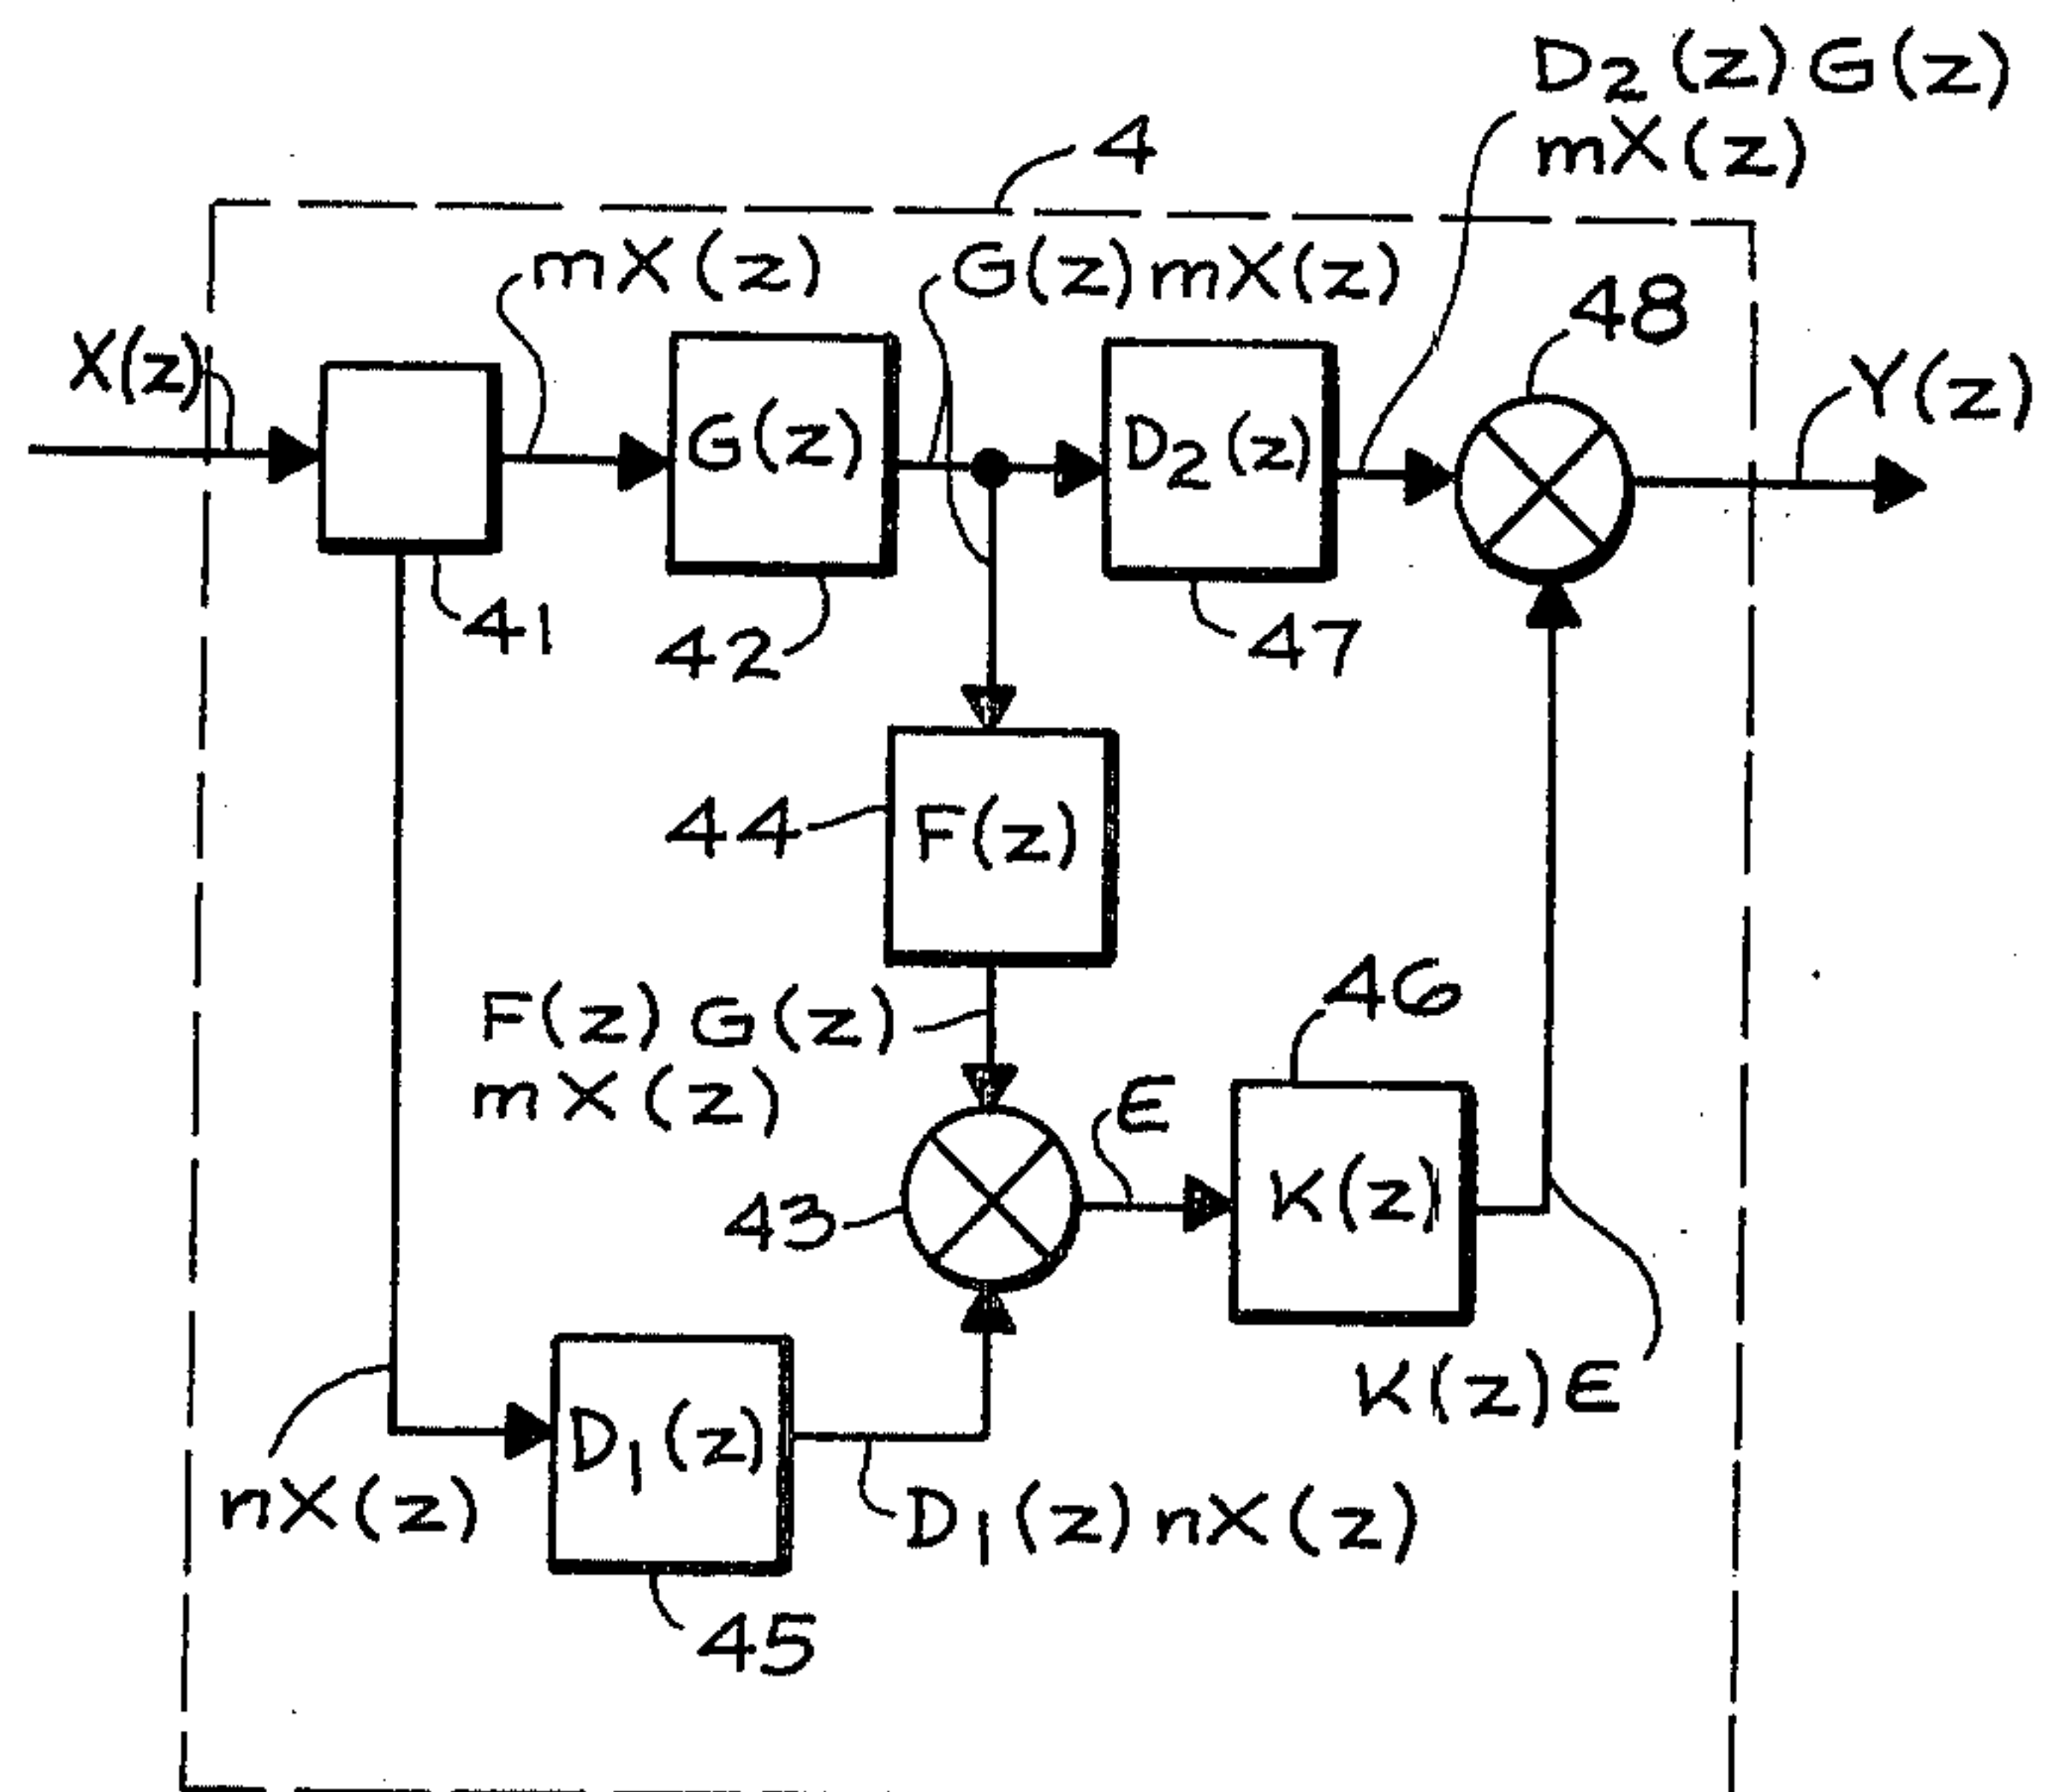 D₂(z)G(z)
mX(z)
4
mX(z)
G(z)mX(z)
48
X(z)
Y(z)
G(z)
D₂(z)
41
42
47
44
F(z)
F(z)G(z)
mX(z)
46
ϵ
43
K(z)
K(z)ϵ
D₁(z)
nX(z)
D₁(z)nX(z)
45